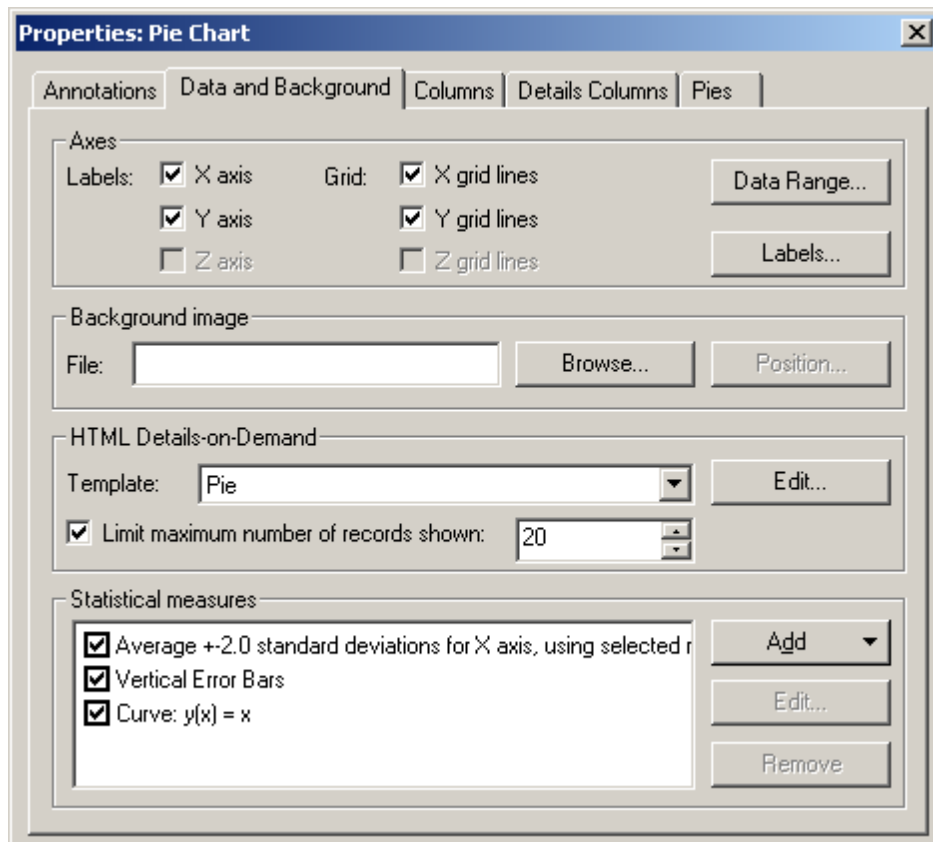 Properties: Pie Chart
Annotations Data and Background Columns Details Columns Pies
Axes
Labels: X axis Grid: X grid lines Data Range...
Y axis Y grid lines
Z axis Z grid lines Labels...
Background image
File: Browse... Position...
HTML Details-on-Demand
Template: Pie Edit...
Limit maximum number of records shown: 20
Statistical measures
Average +-2.0 standard deviations for X axis, using selected r Add
Vertical Error Bars
Edit...
Curve: y(x) = x
Remove